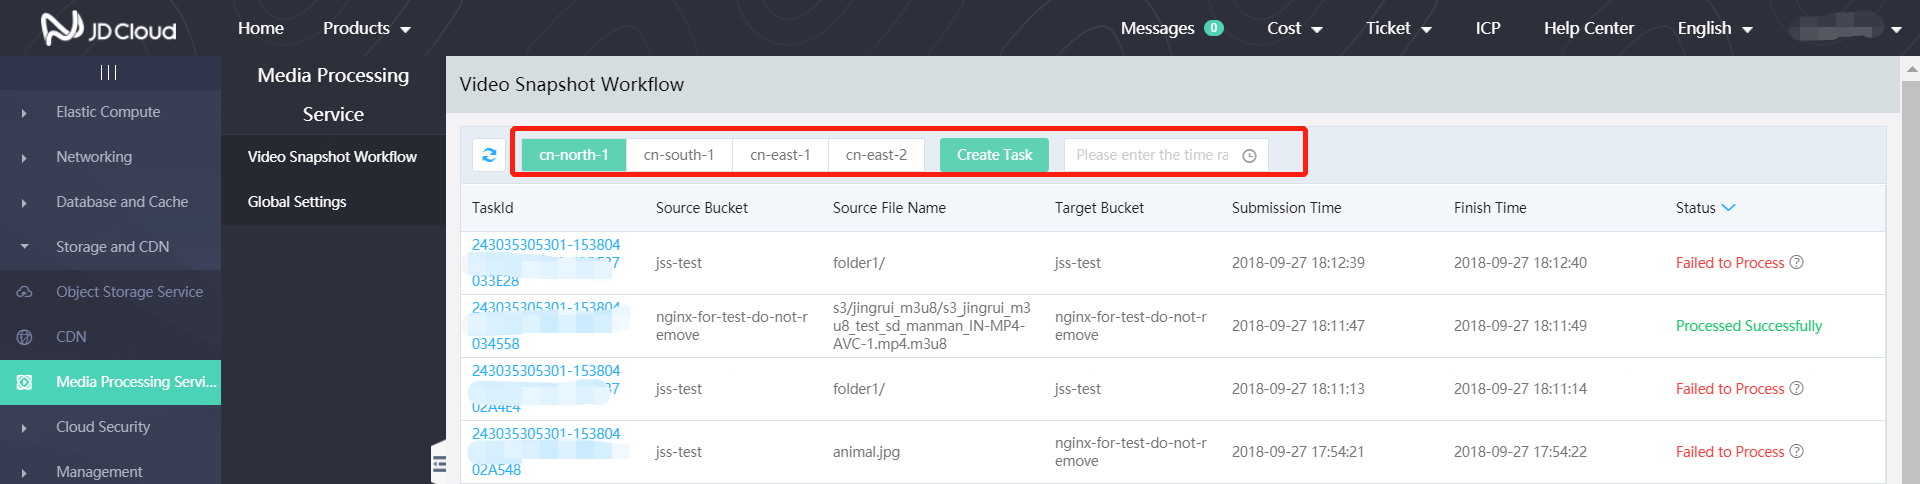 JD Cloud
Home
Products
Messages 0
Cost
Ticket
ICP
Help Center
English
Elastic Compute
Networking
Database and Cache
Storage and CDN
Object Storage Service
CDN
Media Processing Servi...
Cloud Security
Management
Media Processing
Service
Video Snapshot Workflow
Global Settings
Video Snapshot Workflow
cn-north-1 cn-south-1 cn-east-1 cn-east-2 Create Task Please enter the time ra
TaskId Source Bucket Source File Name Target Bucket Submission Time Finish Time Status
243035305301-153804
033E28
jss-test
folder1/
jss-test
2018-09-27 18:12:39
2018-09-27 18:12:40
Failed to Process
243035305301-153804
034558
nginx-for-test-do-not-r
emove
s3/jingrui_m3u8/s3_jingrui_m3
u8_test_sd_manman_IN-MP4-
AVC-1.mp4.m3u8
nginx-for-test-do-not-r
emove
2018-09-27 18:11:47
2018-09-27 18:11:49
Processed Successfully
243035305301-153804
02A4E4
jss-test
folder1/
jss-test
2018-09-27 18:11:13
2018-09-27 18:11:14
Failed to Process
243035305301-153804
02A548
jss-test
animal.jpg
nginx-for-test-do-not-r
emove
2018-09-27 17:54:21
2018-09-27 17:54:22
Failed to Process